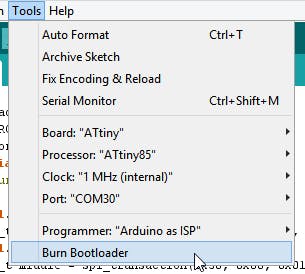 Tools Help
Auto Format Ctrl+T
Archive Sketch
Fix Encoding & Reload
Serial Monitor Ctrl+Shift+M
Board: "ATtiny"
Processor: "ATtiny85"
Clock: "1 MHz (internal)"
Port: "COM30"
Programmer: "Arduino as ISP"
Burn Bootloader